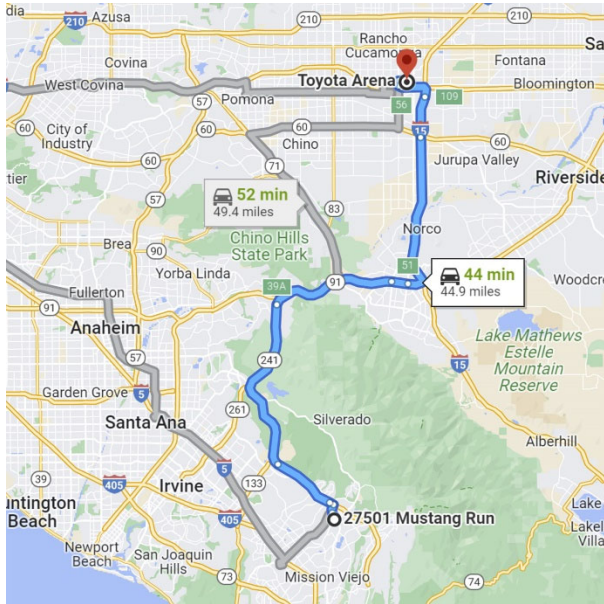 Azusa
210
210
Rancho
Cucamonga
Sa
Covina
Fontana
Toyota Arena
West Covina
10
Bloomington
57
Pomona
56
109
60
City of
Industry
60
Chino
15
60
60
71
Jurupa Valley
rtier
57
Riverside
52 min
49.4 miles
83
Norco
Brea
90
Chino Hills
State Park
51
44 min
44.9 miles
Woodcre
Yorba Linda
39A
91
Fullerton
91
Anaheim
Lake Mathews
Estelle
Mountain
Reserve
57
241
15
Garden Grove
5
261
Silverado
Santa Ana
Alberhill
39
405
Irvine
5
133
Lake
untington
Beach
405
27501 Mustang Run
Lakel
Villa
Newport
Beach
San Joaquin
Hills
73
Mission Viejo
74